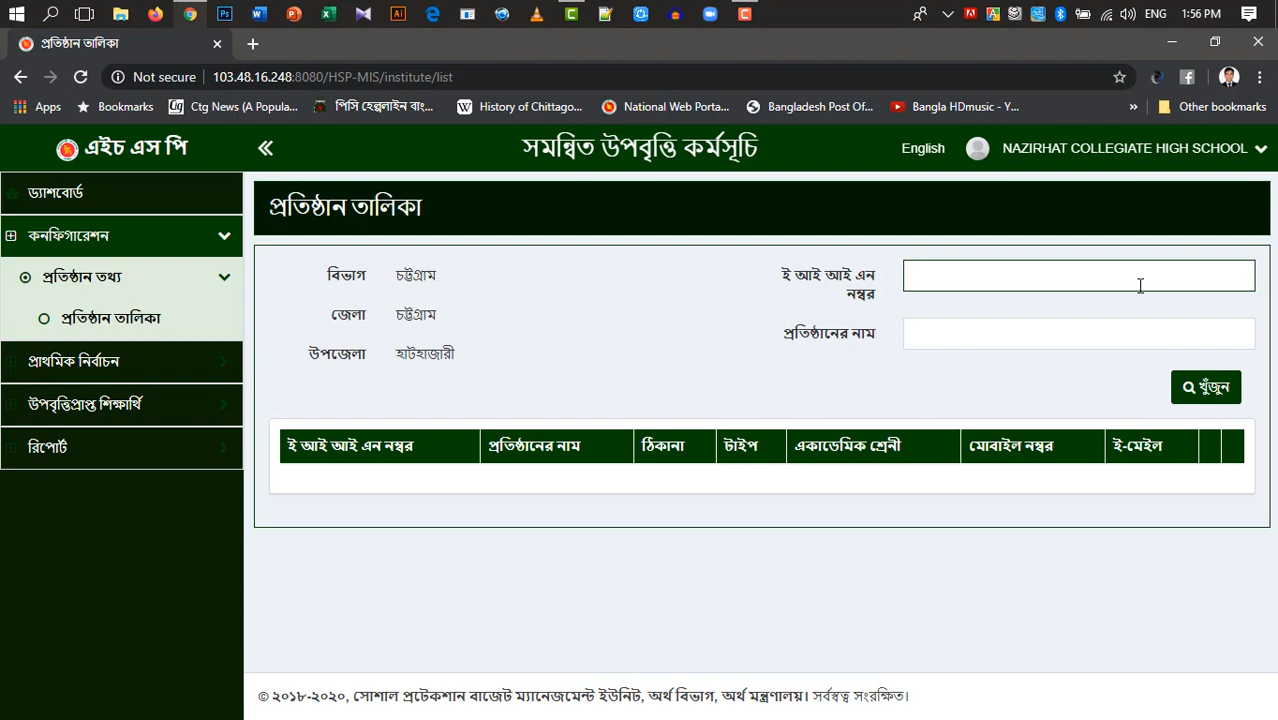 ENG 1:56 PM
প্রতিষ্ঠান তালিকা
Not secure 103.48.16.248:8080/HSP-MIS/institute/list
Apps Bookmarks Ctg News (A Popula... পিসি হেল্পলাইন বাং... History of Chittago... National Web Porta... Bangladesh Post Of... Bangla HDmusic - Y... » Other bookmarks
এইচ এস পি সমন্বিত উপবৃত্তি কর্মসূচি English NAZIRHAT COLLEGIATE HIGH SCHOOL
ড্যাশবোর্ড
প্রতিষ্ঠান তালিকা
কনফিগারেশন
বিভাগ চট্টগ্রাম ই আই আই এন
নম্বর
প্রতিষ্ঠান তথ্য
জেলা চট্টগ্রাম
প্রতিষ্ঠান তালিকা
প্রতিষ্ঠানের নাম
উপজেলা হাটহাজারী
প্রাথমিক নির্বাচন
খুঁজুন
উপবৃত্তিপ্রাপ্ত শিক্ষার্থি
রিপোর্ট
ই আই আই এন নম্বর প্রতিষ্ঠানের নাম ঠিকানা টাইপ একাডেমিক শ্রেনী মোবাইল নম্বর ই-মেইল
© ২০১৮-২০২০, সোশাল প্রটেকশান বাজেট ম্যানেজমেন্ট ইউনিট, অর্থ বিভাগ, অর্থ মন্ত্রণালয়। সর্বস্বত্ব সংরক্ষিত।